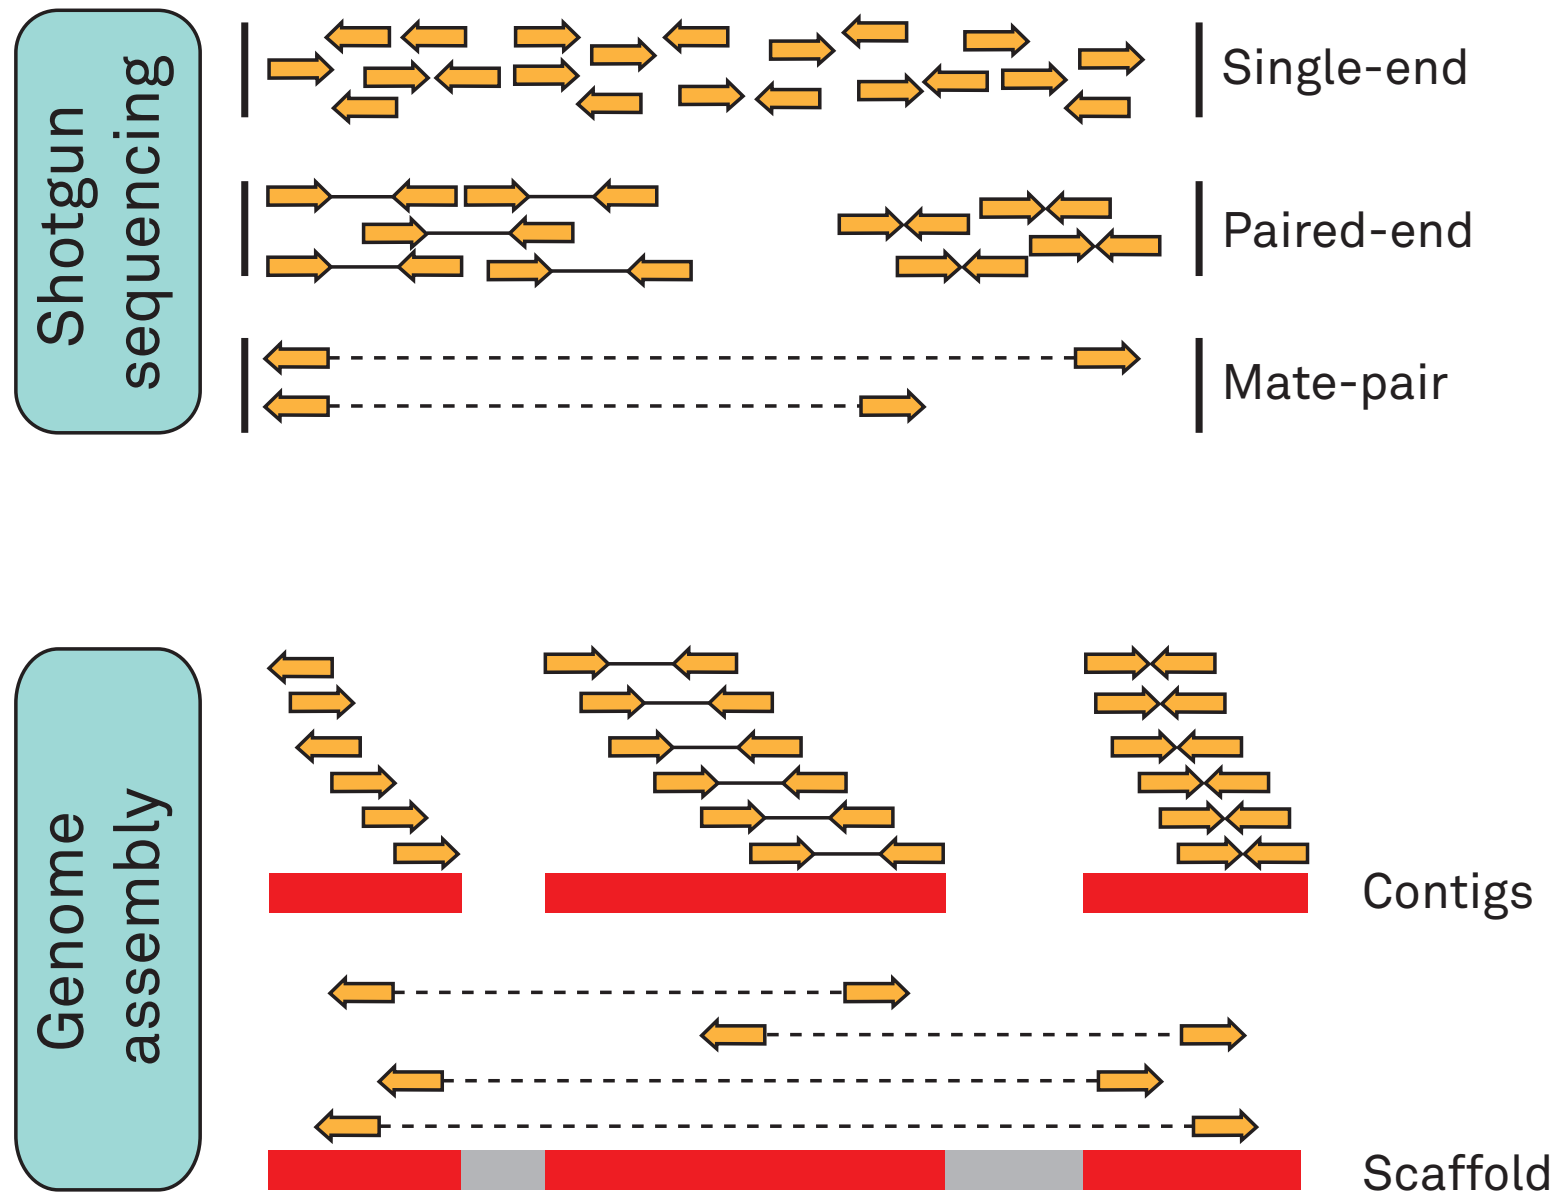 Shotgun
sequencing
Single-end
Paired-end
Mate-pair
Genome
assembly
Contigs
Scaffold